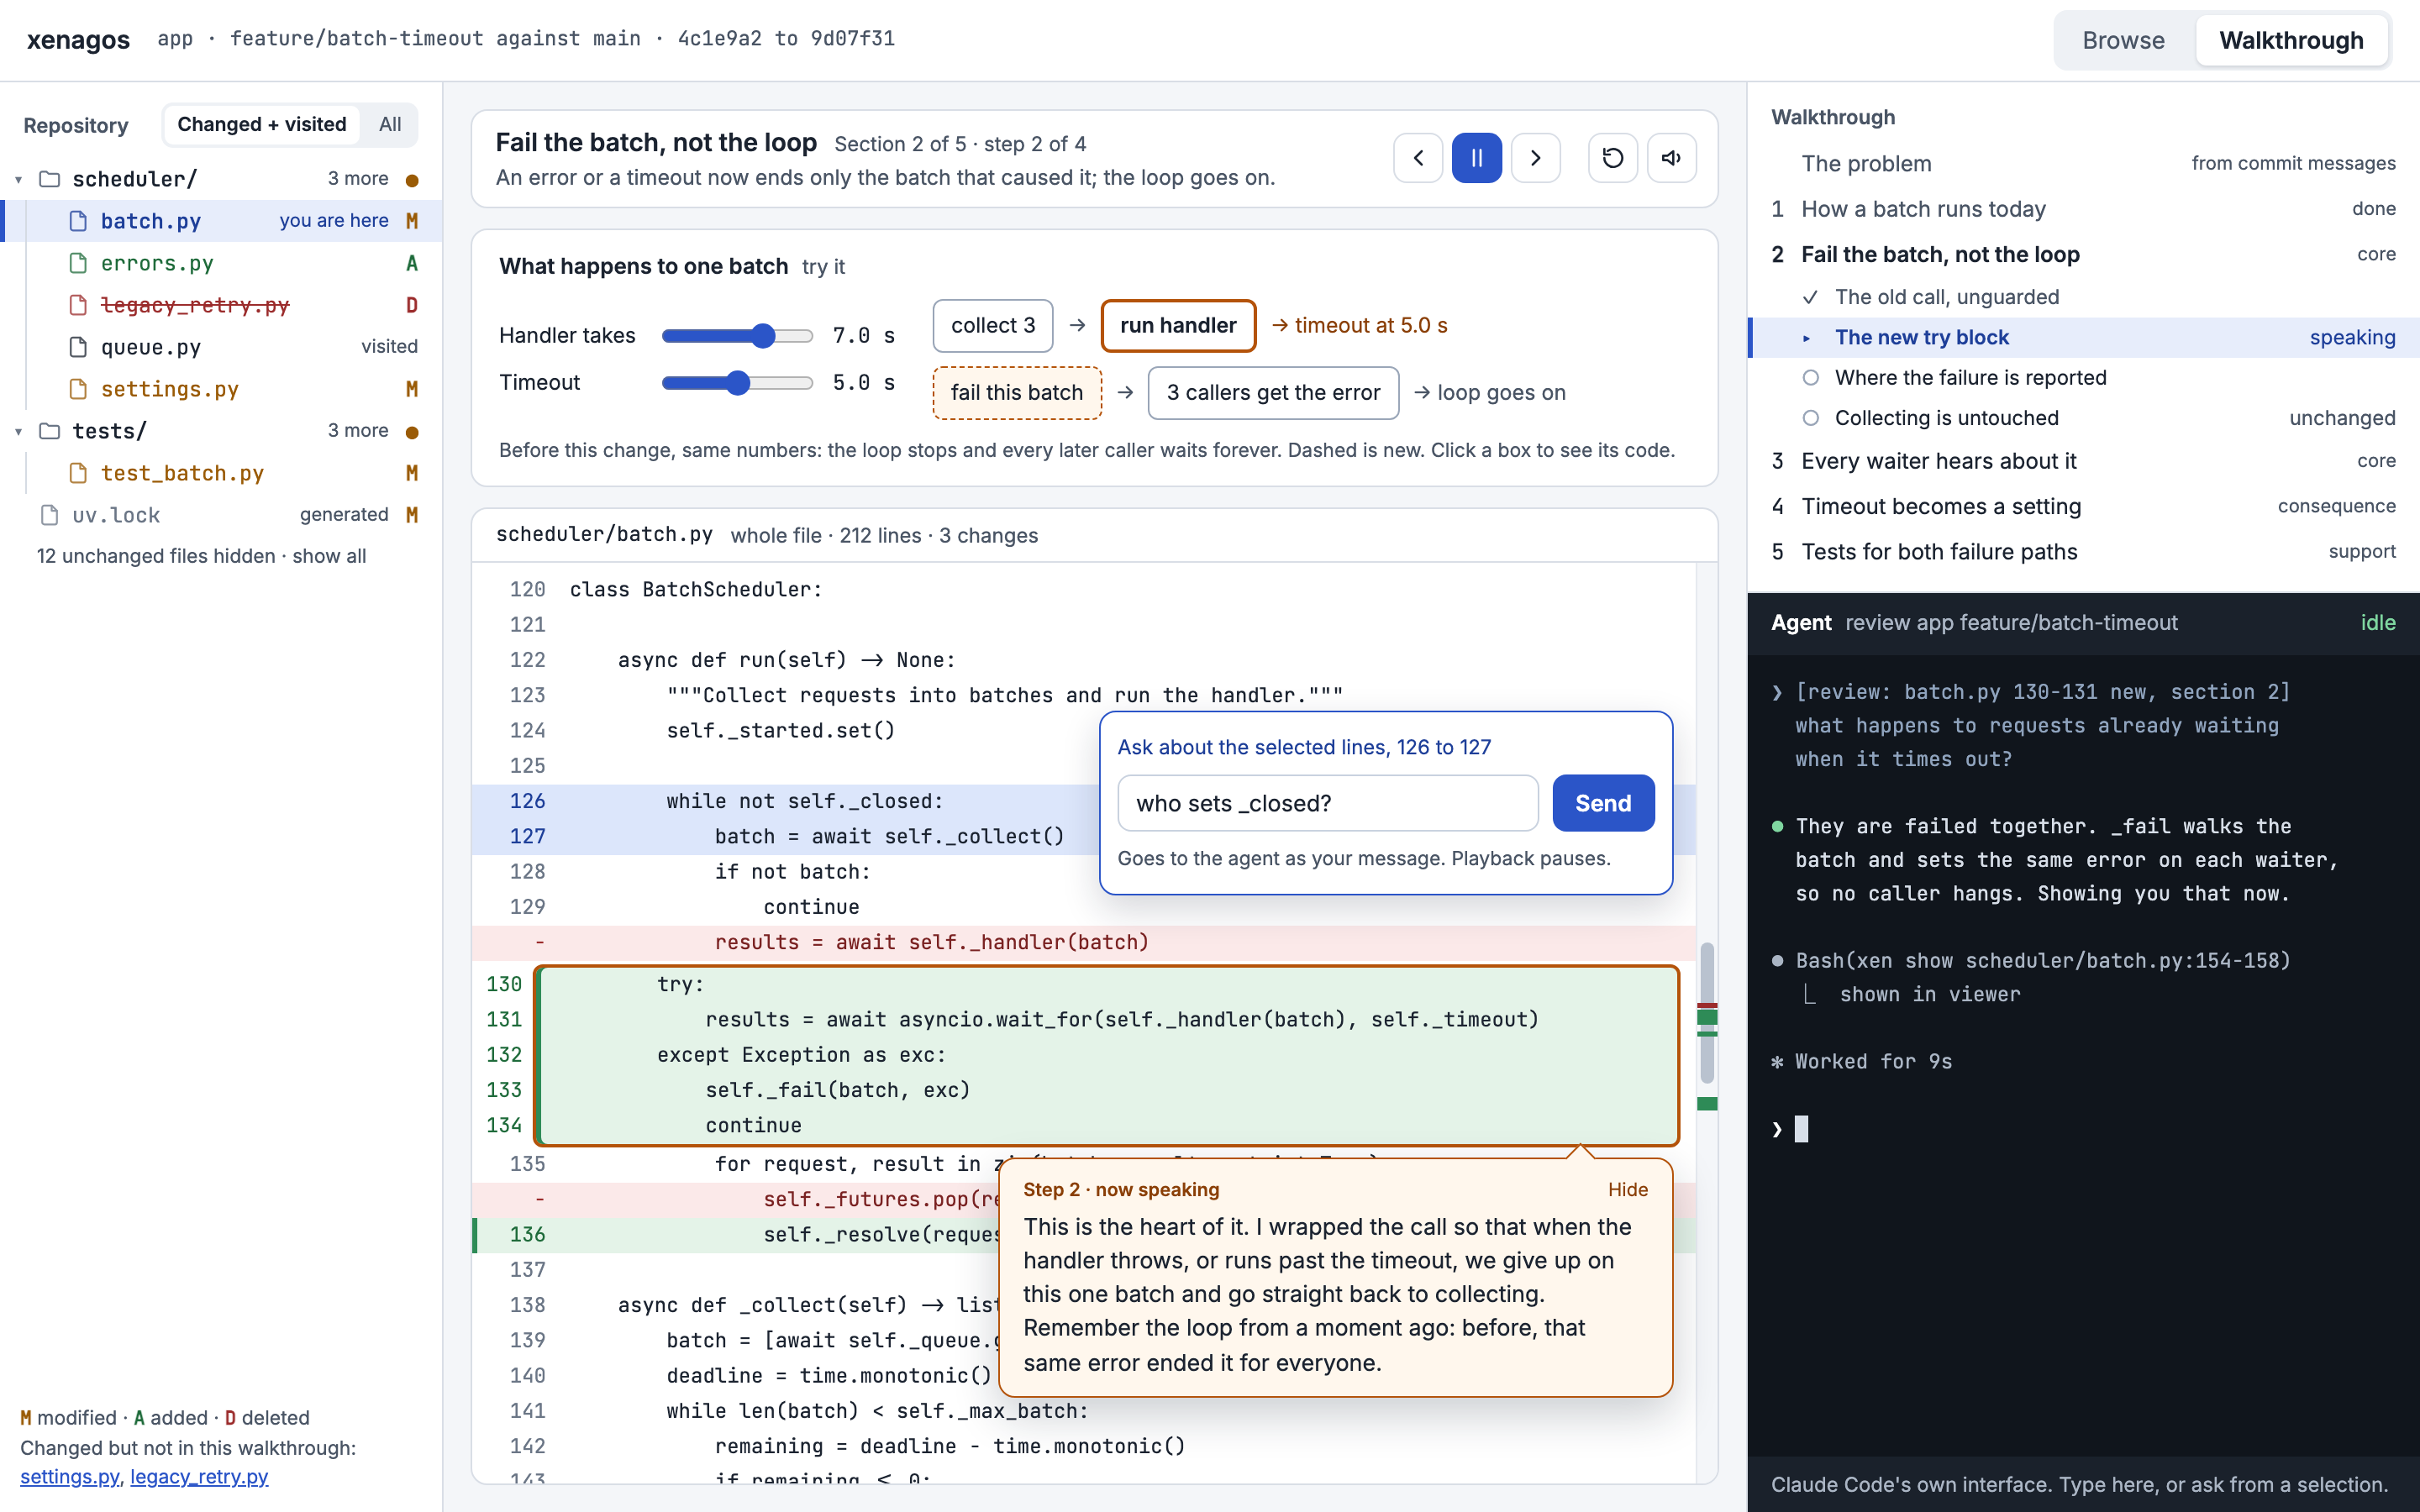 xenagos app · feature/batch-timeout against main · 4c1e9a2 to 9d07f31
Browse Walkthrough
Repository Changed + visited All
scheduler/ 3 more
batch.py you are here M
errors.py A
legacy_retry.py D
queue.py visited
settings.py M
tests/ 3 more
test_batch.py M
uv.lock generated M
12 unchanged files hidden · show all
M modified · A added · D deleted
Changed but not in this walkthrough:
settings.py, legacy_retry.py
Fail the batch, not the loop Section 2 of 5 · step 2 of 4
An error or a timeout now ends only the batch that caused it; the loop goes on.
What happens to one batch try it
Handler takes 7.0 s
Timeout 5.0 s
collect 3 → run handler → timeout at 5.0 s
fail this batch → 3 callers get the error → loop goes on
Before this change, same numbers: the loop stops and every later caller waits forever. Dashed is new. Click a box to see its code.
scheduler/batch.py whole file · 212 lines · 3 changes
120 class BatchScheduler:
121
122 async def run(self) -> None:
123 """Collect requests into batches and run the handler."""
124 self._started.set()
125
126 while not self._closed:
127 batch = await self._collect()
128 if not batch:
129 continue
- results = await self._handler(batch)
130 try:
131 results = await asyncio.wait_for(self._handler(batch), self._timeout)
132 except Exception as exc:
133 self._fail(batch, exc)
134 continue
135 for request, result in
- self._futures.pop(
136 self._resolve(
137
138 async def _collect(self) ->
139 batch = [await self._queue.
140 deadline = time.monotonic()
141 while len(batch) < self._max_batch:
142 remaining = deadline - time.monotonic()
143 if remaining <= 0:
Ask about the selected lines, 126 to 127
who sets _closed? Send
Goes to the agent as your message. Playback pauses.
Step 2 · now speaking Hide
This is the heart of it. I wrapped the call so that when the
handler throws, or runs past the timeout, we give up on
this one batch and go straight back to collecting.
Remember the loop from a moment ago: before, that
same error ended it for everyone.
Walkthrough
The problem from commit messages
1 How a batch runs today done
2 Fail the batch, not the loop core
✓ The old call, unguarded
▸ The new try block speaking
Where the failure is reported
Collecting is untouched unchanged
3 Every waiter hears about it core
4 Timeout becomes a setting consequence
5 Tests for both failure paths support
Agent review app feature/batch-timeout idle
❯ [review: batch.py 130-131 new, section 2]
what happens to requests already waiting
when it times out?
● They are failed together. _fail walks the
batch and sets the same error on each waiter,
so no caller hangs. Showing you that now.
● Bash(xen show scheduler/batch.py:154-158)
⎿ shown in viewer
✻ Worked for 9s
❯
Claude Code's own interface. Type here, or ask from a selection.